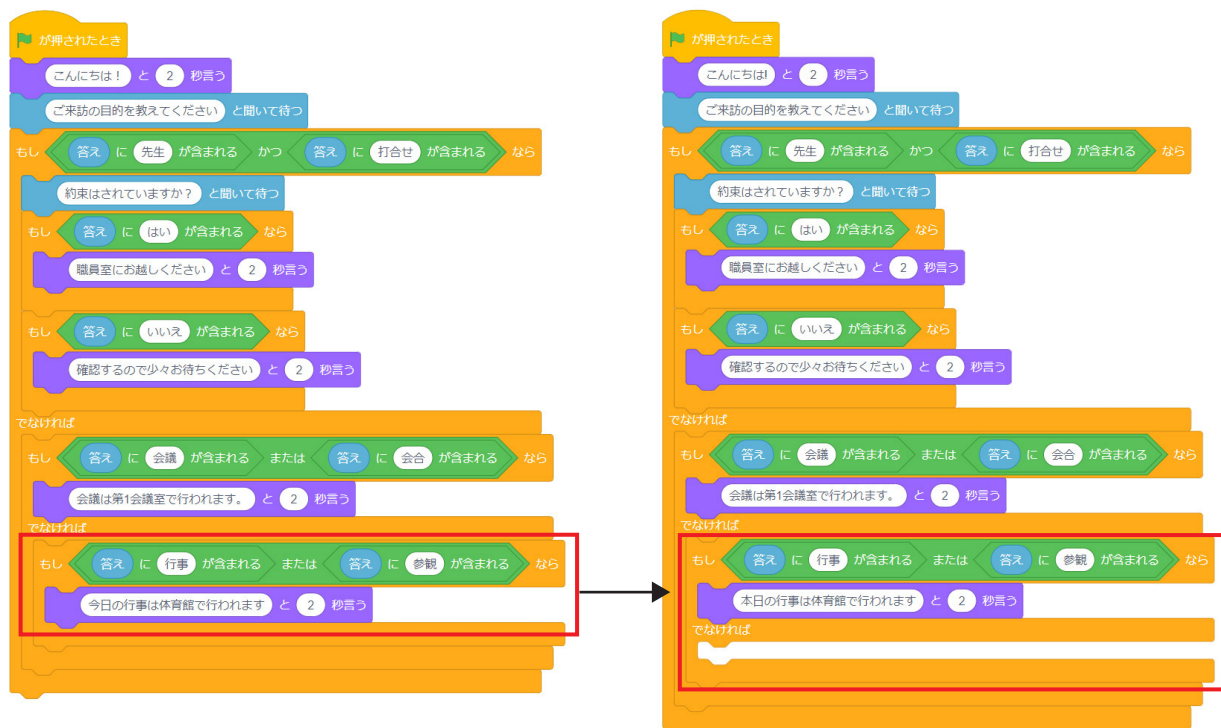 が押されたとき
こんにちは！ と 2 秒言う
ご来訪の目的を教えてください と聞いて待つ
もし 答え に 先生 が含まれる かつ 答え に 打合せ が含まれる なら
約束はされていますか？ と聞いて待つ
もし 答え に はい が含まれる なら
職員室にお越しください と 2 秒言う
もし 答え に いいえ が含まれる なら
確認するので少々お待ちください と 2 秒言う
でなければ
もし 答え に 会議 が含まれる または 答え に 会合 が含まれる なら
会議は第1会議室で行われます。 と 2 秒言う
でなければ
もし 答え に 行事 が含まれる または 答え に 参観 が含まれる なら
今日の行事は体育館で行われます と 2 秒言う
が押されたとき
こんにちは! と 2 秒言う
ご来訪の目的を教えてください と聞いて待つ
もし 答え に 先生 が含まれる かつ 答え に 打合せ が含まれる なら
約束はされていますか？ と聞いて待つ
もし 答え に はい が含まれる なら
職員室にお越しください と 2 秒言う
もし 答え に いいえ が含まれる なら
確認するので少々お待ちください と 2 秒言う
でなければ
もし 答え に 会議 が含まれる または 答え に 会合 が含まれる なら
会議は第1会議室で行われます。 と 2 秒言う
でなければ
もし 答え に 行事 が含まれる または 答え に 参観 が含まれる なら
本日の行事は体育館で行われます と 2 秒言う
でなければ